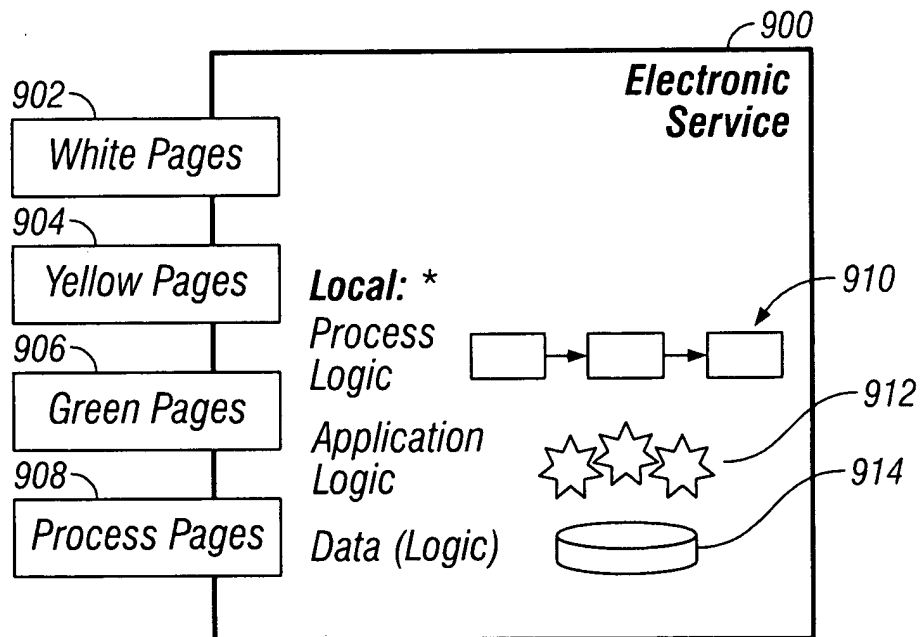 900
Electronic
Service
902
White Pages
904
Yellow Pages
Local: *
910
Process
Logic
906
Green Pages
912
Application
Logic
908
914
Process Pages
Data (Logic)